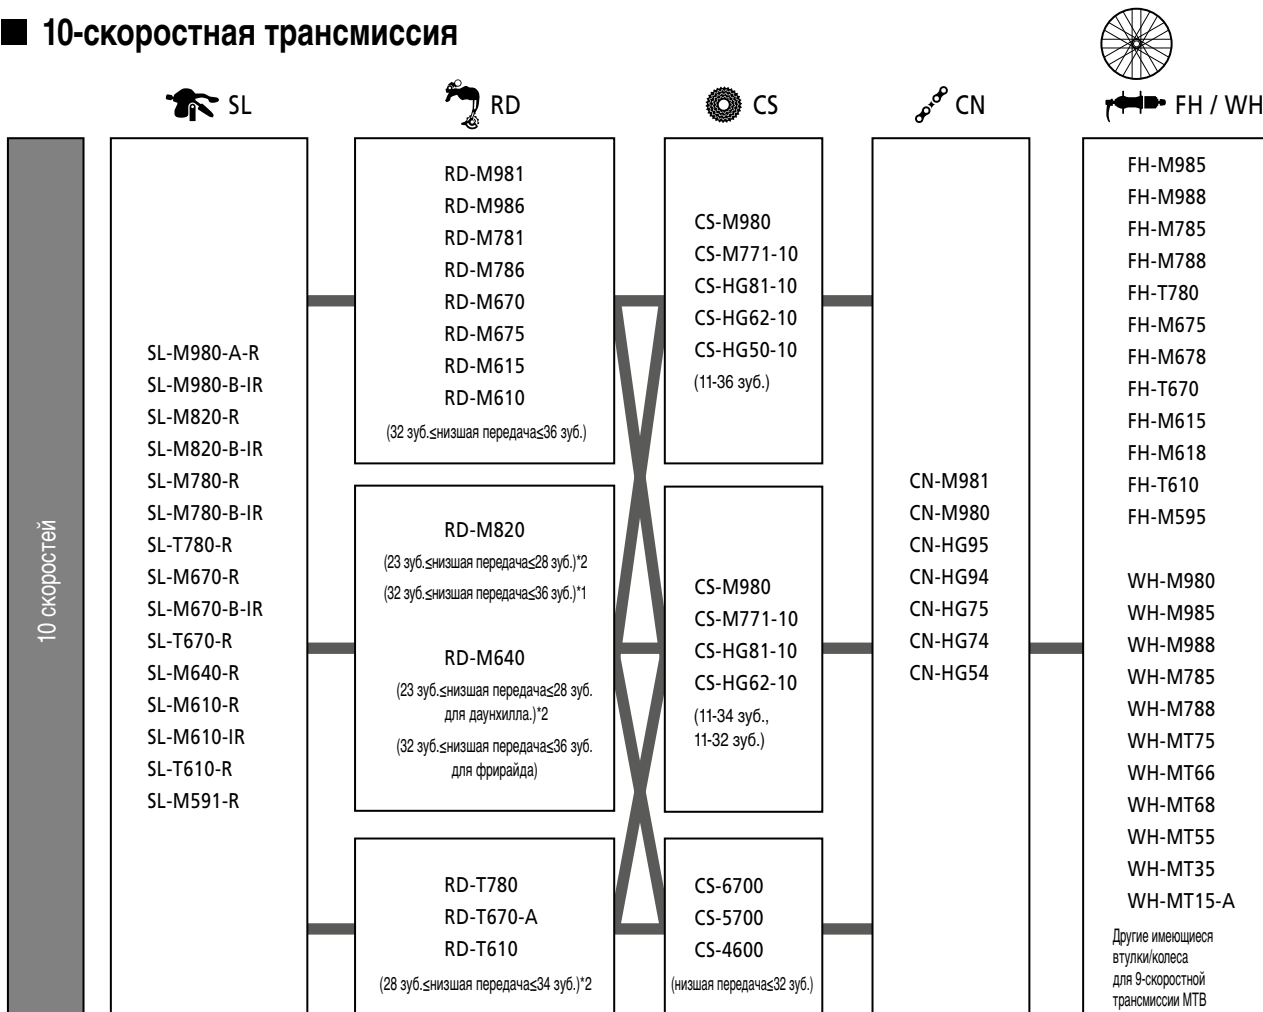 10-скоростная трансмиссия
SL
RD
CS
CN
FH / WH
10 скоростей
SL-M980-A-R
SL-M980-B-IR
SL-M820-R
SL-M820-B-IR
SL-M780-R
SL-M780-B-IR
SL-T780-R
SL-M670-R
SL-M670-B-IR
SL-T670-R
SL-M640-R
SL-M610-R
SL-M610-IR
SL-T610-R
SL-M591-R
RD-M981
RD-M986
RD-M781
RD-M786
RD-M670
RD-M675
RD-M615
RD-M610
(32 зуб.≤низшая передача≤36 зуб.)
RD-M820
(23 зуб.≤низшая передача≤28 зуб.)*2
(32 зуб.≤низшая передача≤36 зуб.)*1
RD-M640
(23 зуб.≤низшая передача≤28 зуб.
для даунхилла.)*2
(32 зуб.≤низшая передача≤36 зуб.
для фрирайда)
RD-T780
RD-T670-A
RD-T610
(28 зуб.≤низшая передача≤34 зуб.)*2
CS-M980
CS-M771-10
CS-HG81-10
CS-HG62-10
CS-HG50-10
(11-36 зуб.)
CS-M980
CS-M771-10
CS-HG81-10
CS-HG62-10
(11-34 зуб.,
11-32 зуб.)
CS-6700
CS-5700
CS-4600
(низшая передача≤32 зуб.)
CN-M981
CN-M980
CN-HG95
CN-HG94
CN-HG75
CN-HG74
CN-HG54
FH-M985
FH-M988
FH-M785
FH-M788
FH-T780
FH-M675
FH-M678
FH-T670
FH-M615
FH-M618
FH-T610
FH-M595
WH-M980
WH-M985
WH-M988
WH-M785
WH-M788
WH-MT75
WH-MT66
WH-MT68
WH-MT55
WH-MT35
WH-MT15-A
Другие имеющиеся
втулки/колеса
для 9-скоростной
трансмиссии MTB